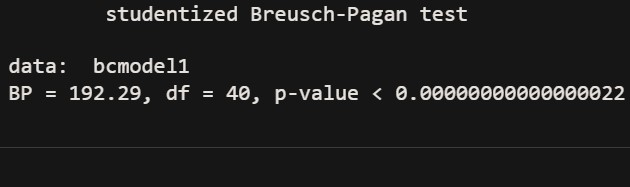 studentized Breusch-Pagan test
data:  bcmodel1
BP = 192.29, df = 40, p-value < 0.00000000000000022